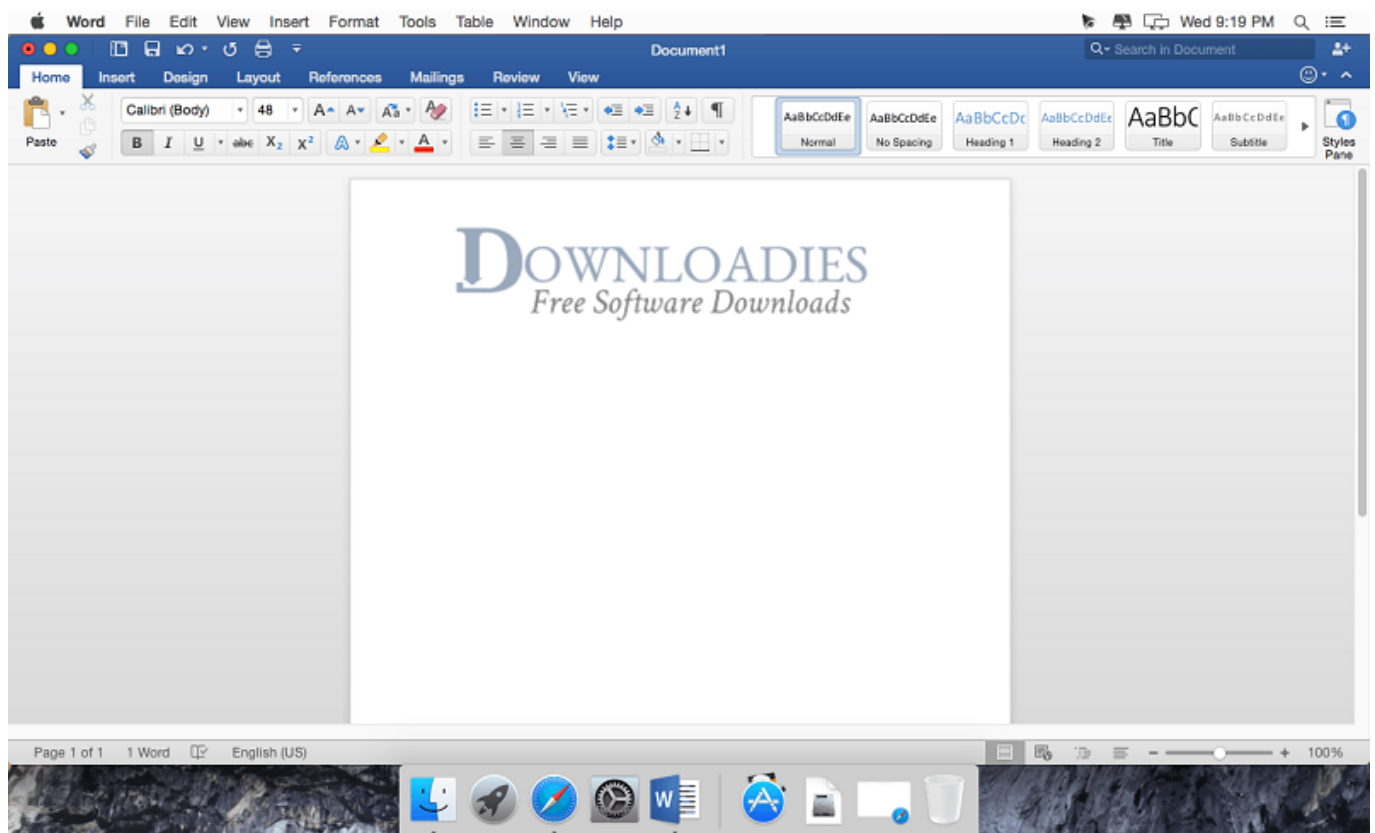 Word File Edit View Insert Format Tools Table Window Help Wed 9:19 PM
Document1 Search in Document
Home Insert Design Layout References Mailings Review View
Calibri (Body) 48 A A Aa AaBbCcDdEe AaBbCcDdEe AaBbCcDc AaBbCcDdEe AaBbC AaBbCcDdEe
Paste B I U abc X₂ X² A A A Z ¶ Normal No Spacing Heading 1 Heading 2 Title Subtitle Styles
Pane
DOWNLOADIES
Free Software Downloads
Page 1 of 1 1 Word English (US) 100%
W